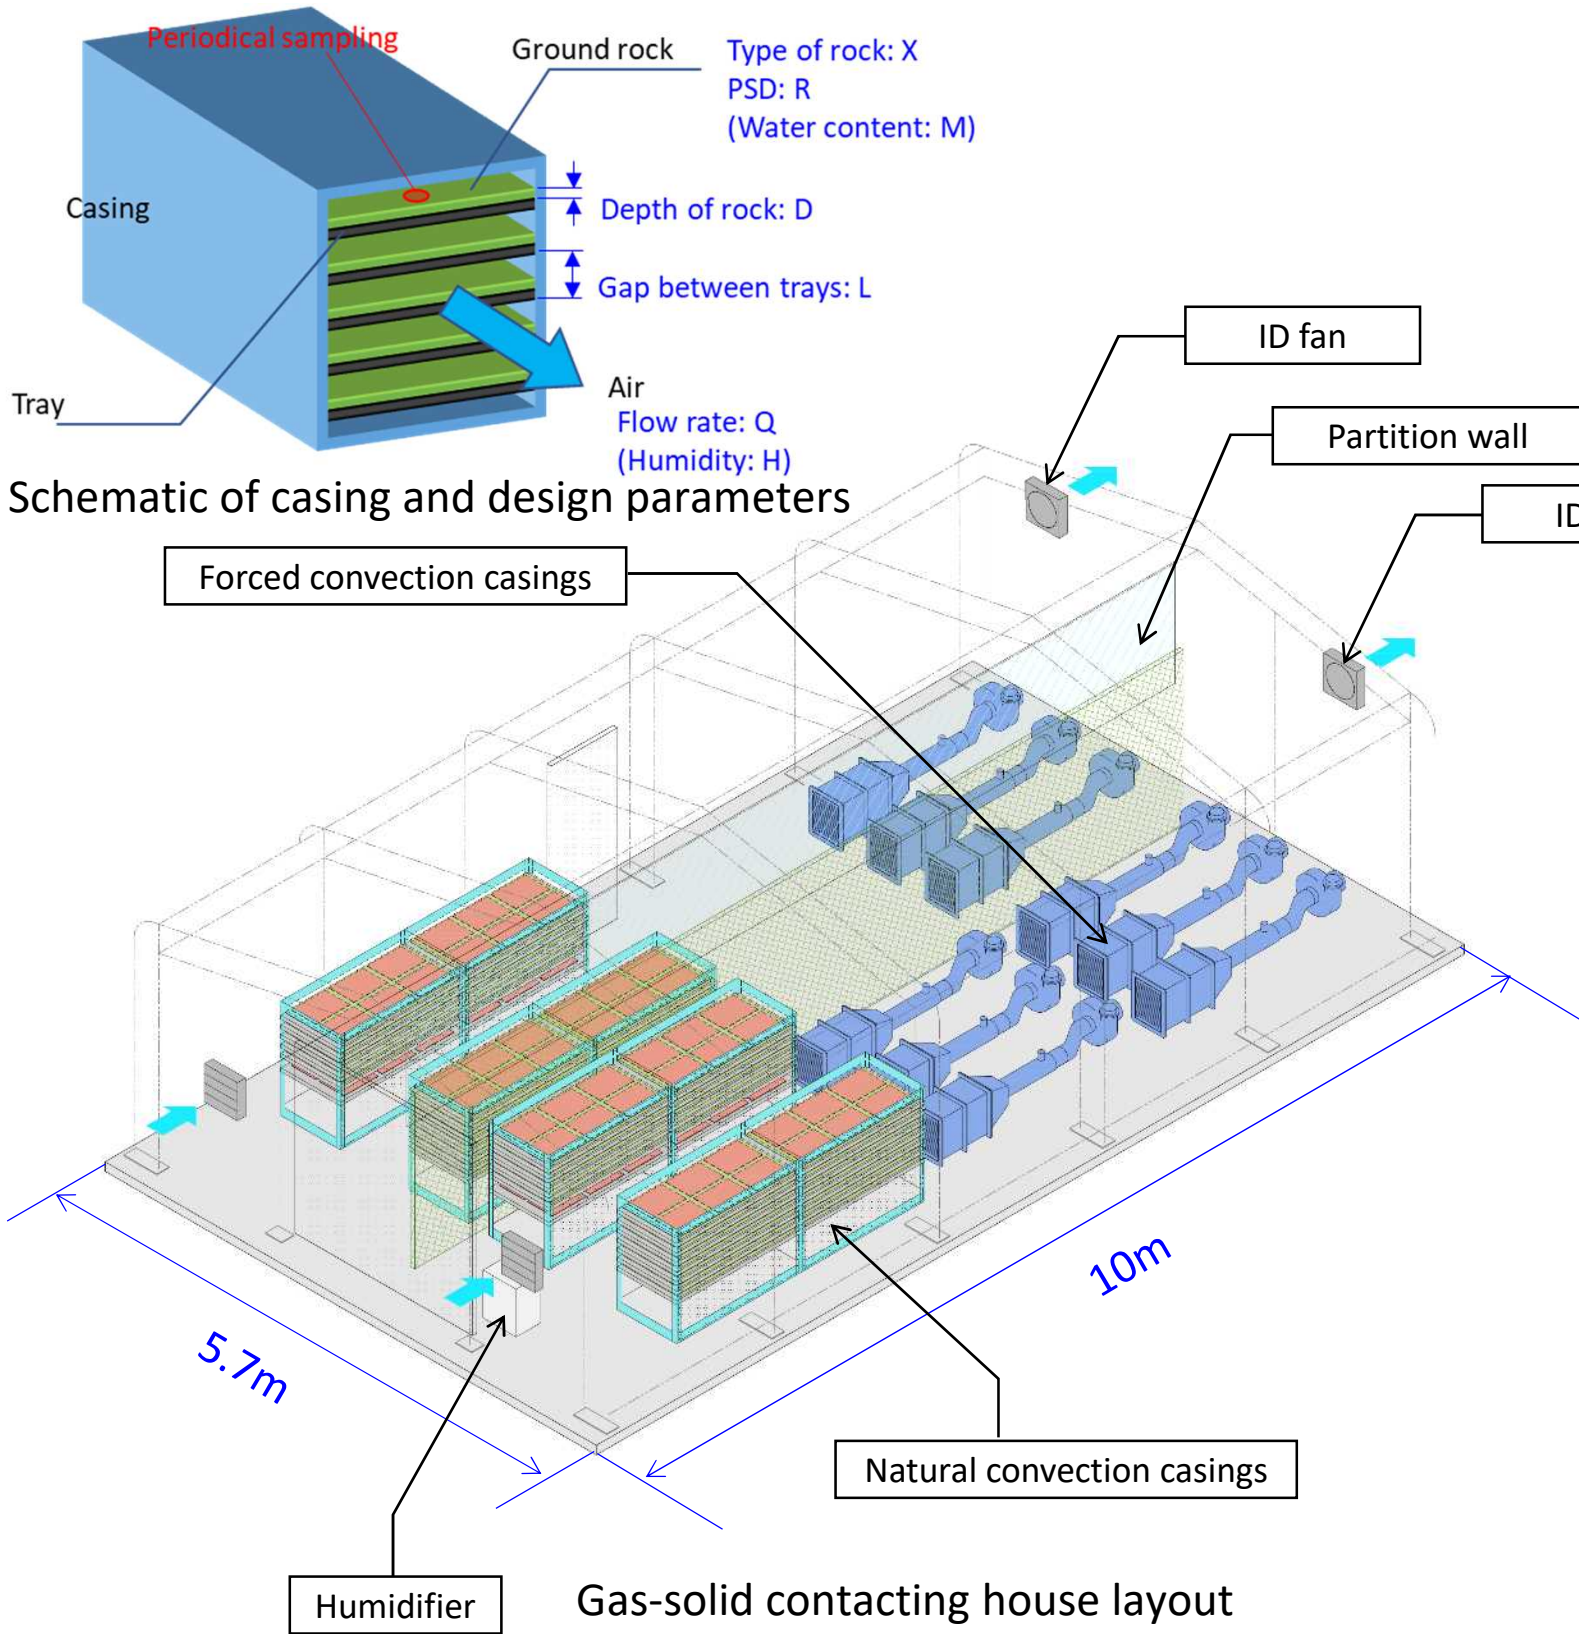 Periodical sampling
Ground rock
Type of rock: X
PSD: R
(Water content: M)
Casing
Depth of rock: D
Gap between trays: L
Tray
Air
Flow rate: Q
(Humidity: H)
Schematic of casing and design parameters
ID fan
Partition wall
ID
Forced convection casings
10m
5.7m
Natural convection casings
Humidifier
Gas-solid contacting house layout